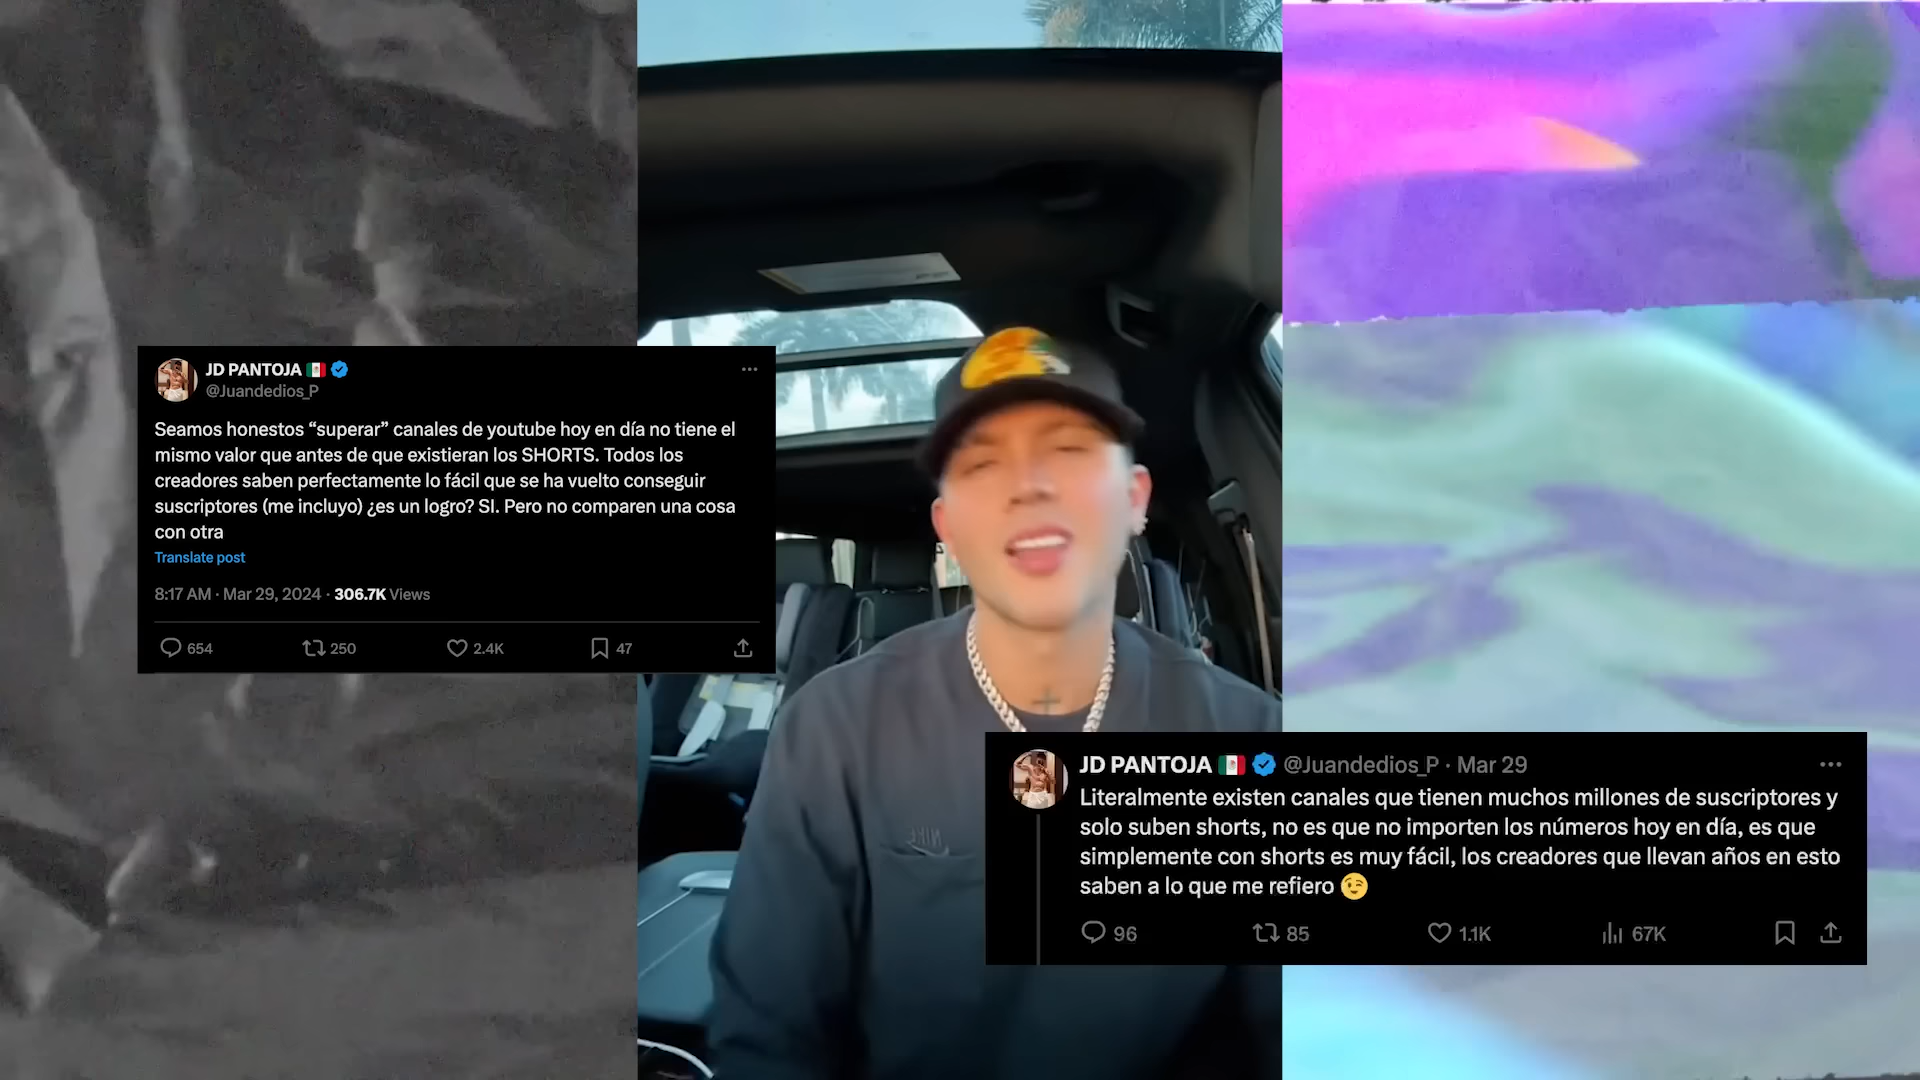 JD PANTOJA
@Juandedios_P
Seamos honestos “superar” canales de youtube hoy en día no tiene el
mismo valor que antes de que existieran los SHORTS. Todos los
creadores saben perfectamente lo fácil que se ha vuelto conseguir
suscriptores (me incluyo) ¿es un logro? SI. Pero no comparen una cosa
con otra
Translate post
8:17 AM · Mar 29, 2024 · 306.7K Views
654 250 2.4K 47
NIKE
JD PANTOJA @Juandedios_P · Mar 29
Literalmente existen canales que tienen muchos millones de suscriptores y
solo suben shorts, no es que no importen los números hoy en día, es que
simplemente con shorts es muy fácil, los creadores que llevan años en esto
saben a lo que me refiero 😉
96 85 1.1K 67K